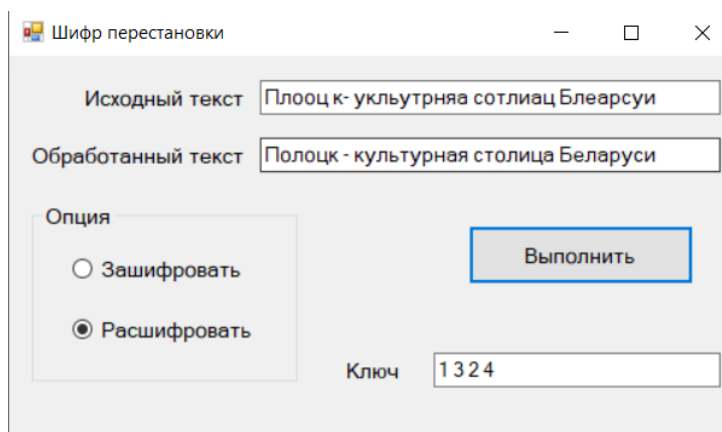 Шифр перестановки
Исходный текст Плооц к- укльутрняа сотлиац Блеарсуи
Обработанный текст Полоцк - культурная столица Беларуси
Опция
Зашифровать
Выполнить
Расшифровать
Ключ 1 3 2 4